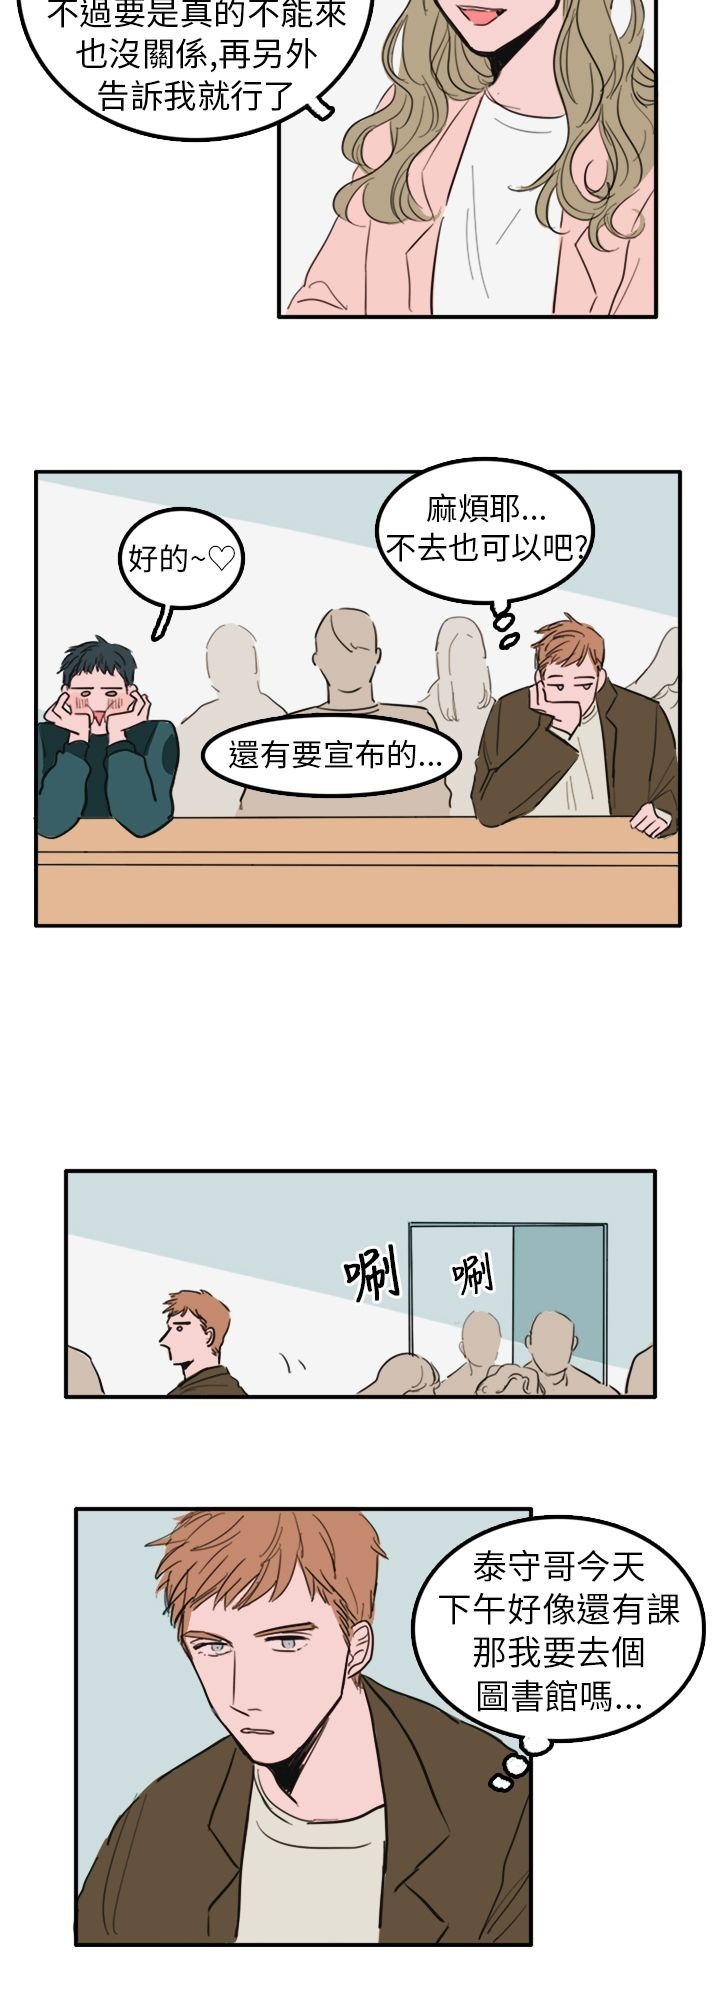 不過要是真的不能來
也沒關係,再另外
告訴我就行了
麻煩耶...
不去也可以吧?
好的~♡
還有要宣布的...
唰
唰
泰守哥今天
下午好像還有課
那我要去個
圖書館嗎...